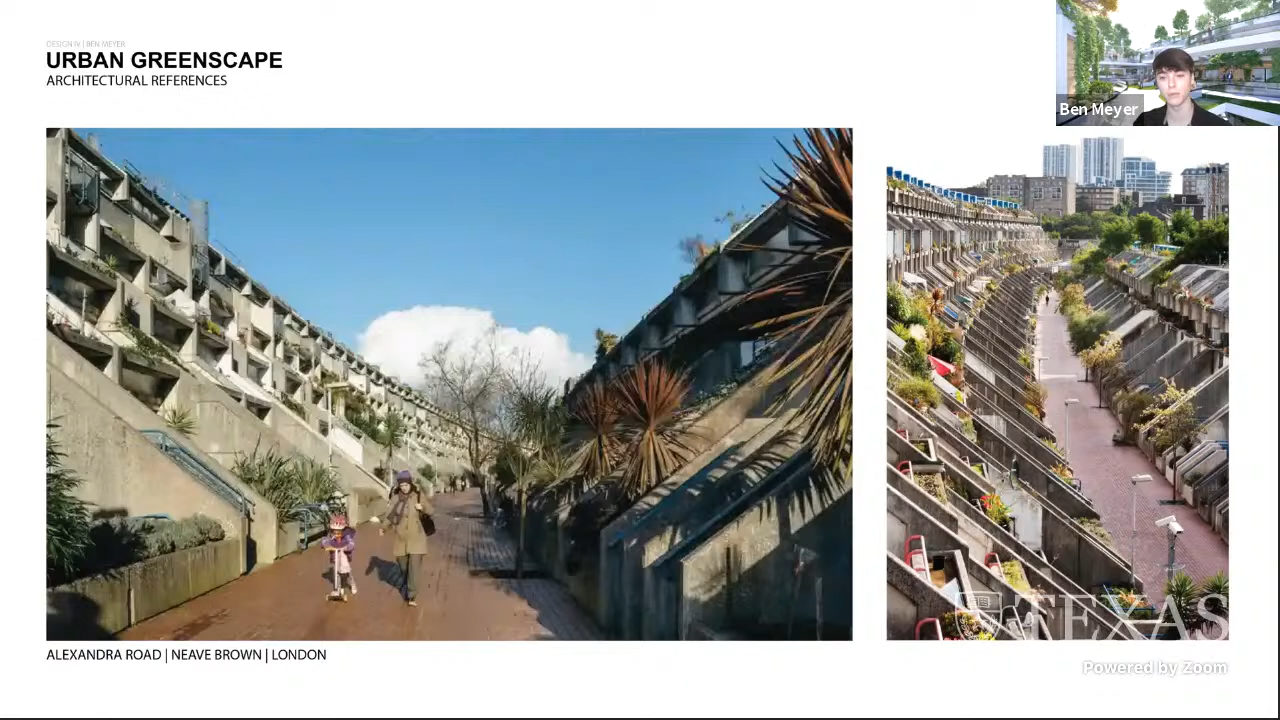 DESIGN IV | BEN MEYER
URBAN GREENSCAPE
ARCHITECTURAL REFERENCES
Ben Meyer
ALEXANDRA ROAD | NEAVE BROWN | LONDON
TEXAS
Powered by Zoom